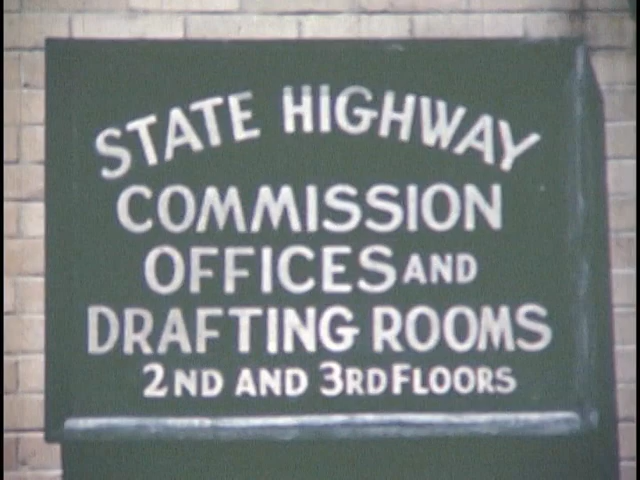 STATE HIGHWAY
COMMISSION
OFFICES AND
DRAFTING ROOMS
2ND AND 3RD FLOORS